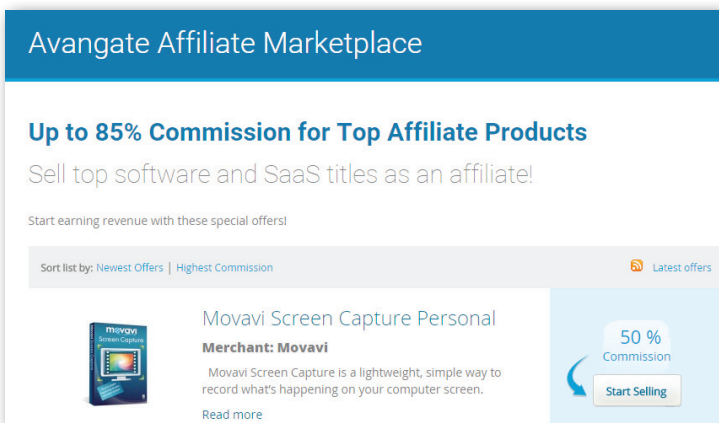 Avangate Affiliate Marketplace
Up to 85% Commission for Top Affiliate Products
Sell top software and SaaS titles as an affiliate!
Start earning revenue with these special offers!
Sort list by: Newest Offers | Highest Commission
Latest offers
movavi
Screen Capture
Movavi Screen Capture Personal
Merchant: Movavi
Movavi Screen Capture is a lightweight, simple way to
record what's happening on your computer screen.
Read more
50 %
Commission
Start Selling